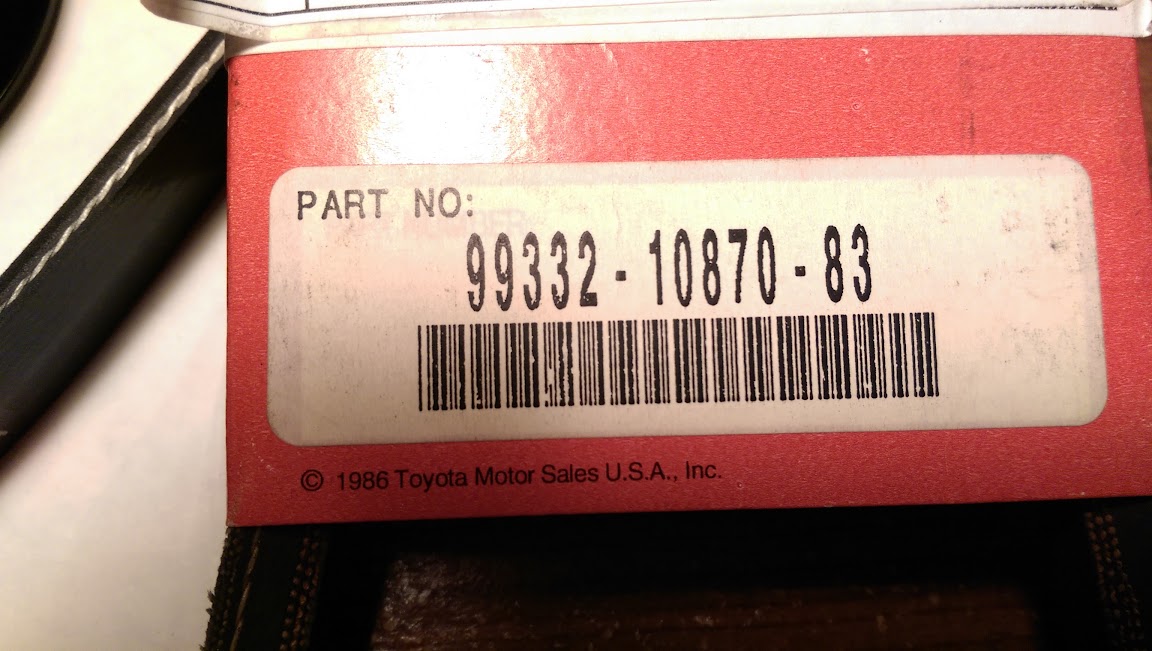 PART NO:
99332-10870-83
© 1986 Toyota Motor Sales U.S.A., Inc.